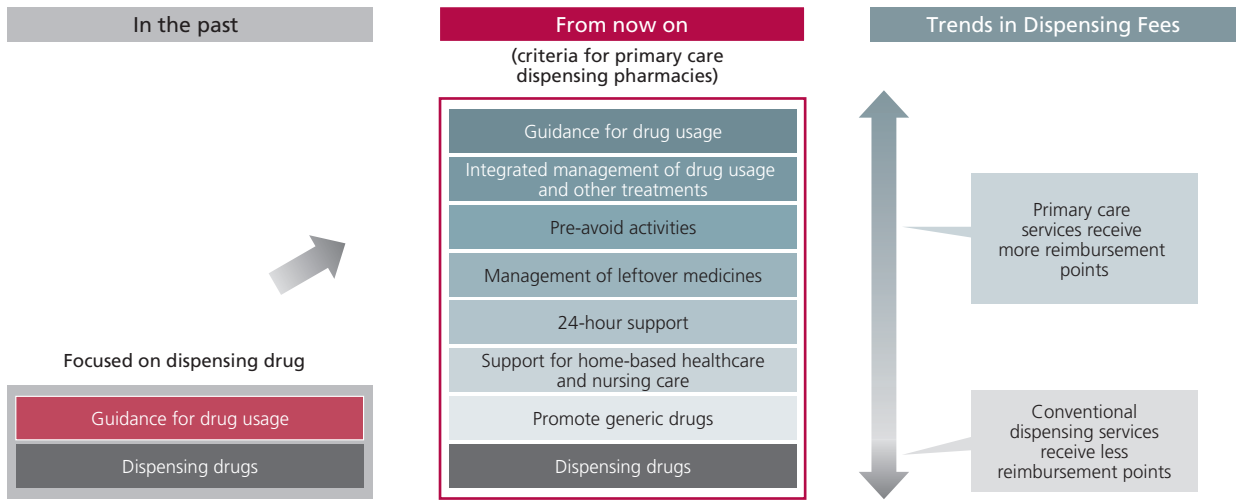 In the past
Focused on dispensing drug
Guidance for drug usage
Dispensing drugs
From now on
(criteria for primary care
dispensing pharmacies)
Guidance for drug usage
Integrated management of drug usage
and other treatments
Pre-avoid activities
Management of leftover medicines
24-hour support
Support for home-based healthcare
and nursing care
Promote generic drugs
Dispensing drugs
Trends in Dispensing Fees
Primary care
services receive
more reimbursement
points
Conventional
dispensing services
receive less
reimbursement points